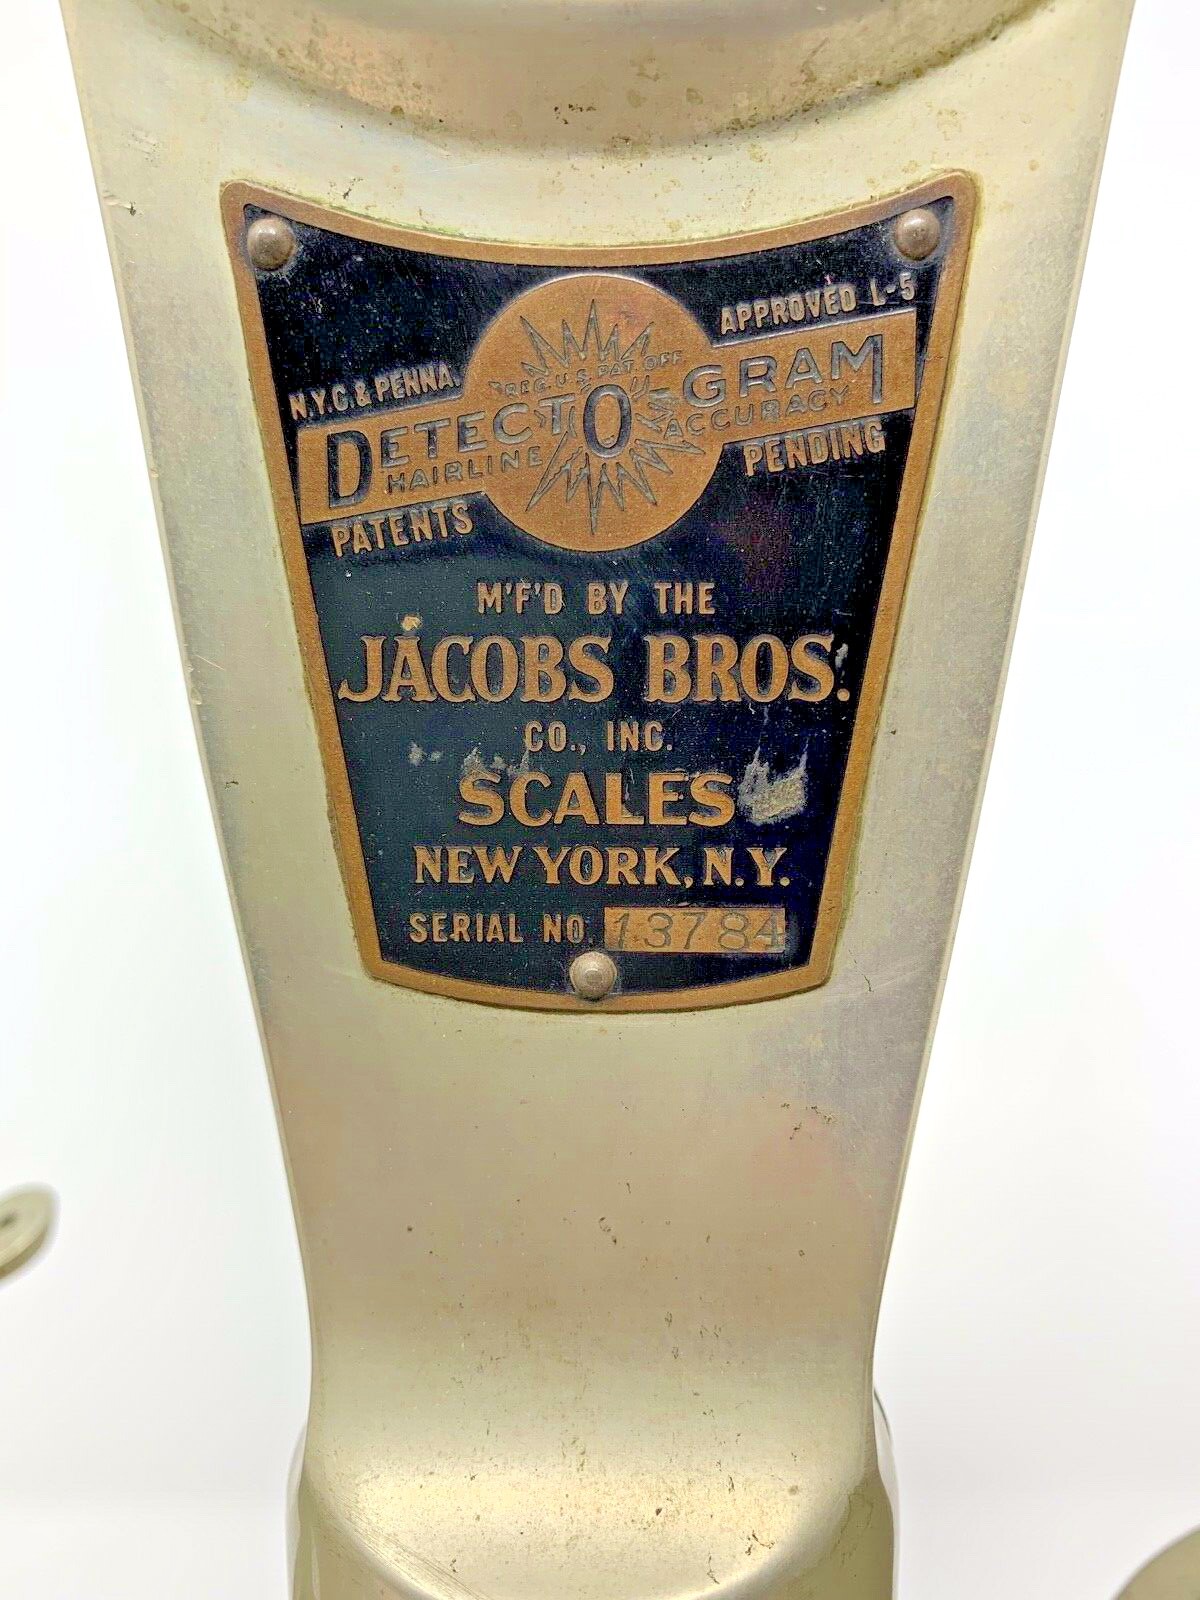 N.Y.C. & PENNA. APPROVED L-5
REG. U.S. PAT. OFF.
DETECTO-GRAM
HAIRLINE ACCURACY
PATENTS PENDING
M'F'D BY THE
JACOBS BROS.
CO., INC.
SCALES
NEW YORK, N.Y.
SERIAL NO. 13784